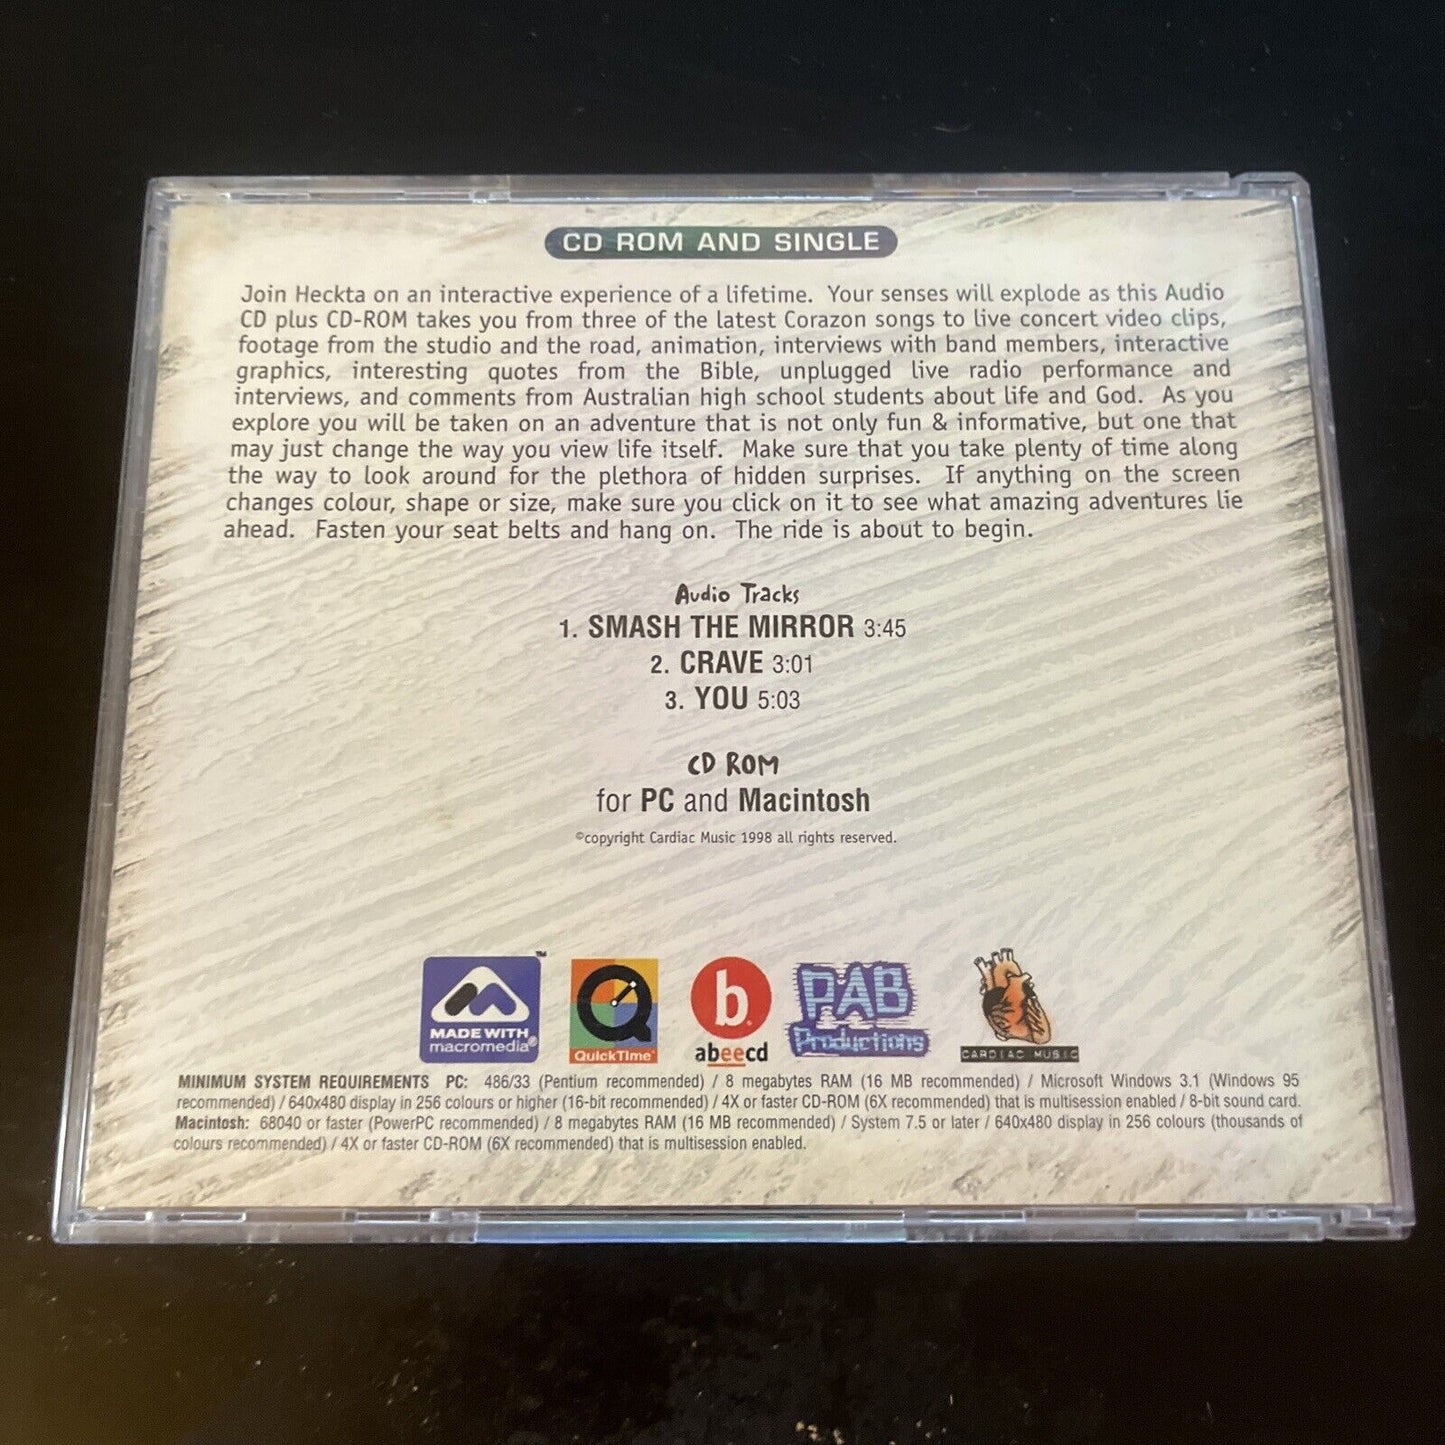 CD ROM AND SINGLE
Join Heckta on an interactive experience of a lifetime. Your senses will explode as this Audio
CD plus CD-ROM takes you from three of the latest Corazon songs to live concert video clips,
footage from the studio and the road, animation, interviews with band members, interactive
graphics, interesting quotes from the Bible, unplugged live radio performance and
interviews, and comments from Australian high school students about life and God. As you
explore you will be taken on an adventure that is not only fun & informative, but one that
may just change the way you view life itself. Make sure that you take plenty of time along
the way to look around for the plethora of hidden surprises. If anything on the screen
changes colour, shape or size, make sure you click on it to see what amazing adventures lie
ahead. Fasten your seat belts and hang on. The ride is about to begin.
Audio Tracks
1. SMASH THE MIRROR 3:45
2. CRAVE 3:01
3. YOU 5:03
CD ROM
for PC and Macintosh
©copyright Cardiac Music 1998 all rights reserved.
™
MADE WITH
macromedia®
QuickTime™
b®
abeecd
PAB
Productions
CARDIAC MUSIC
MINIMUM SYSTEM REQUIREMENTS PC: 486/33 (Pentium recommended) / 8 megabytes RAM (16 MB recommended) / Microsoft Windows 3.1 (Windows 95
recommended) / 640x480 display in 256 colours or higher (16-bit recommended) / 4X or faster CD-ROM (6X recommended) that is multisession enabled / 8-bit sound card.
Macintosh: 68040 or faster (PowerPC recommended) / 8 megabytes RAM (16 MB recommended) / System 7.5 or later / 640x480 display in 256 colours (thousands of
colours recommended) / 4X or faster CD-ROM (6X recommended) that is multisession enabled.